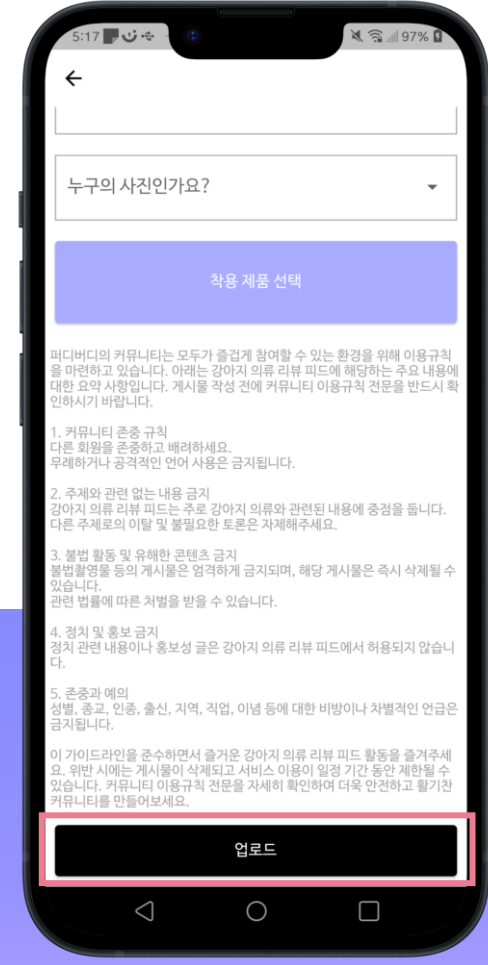 5:17
97%
누구의 사진인가요?
착용 제품 선택
퍼디버디의 커뮤니티는 모두가 즐겁게 참여할 수 있는 환경을 위해 이용규칙
을 마련하고 있습니다. 아래는 강아지 의류 리뷰 피드에 해당하는 주요 내용에
대한 요약 사항입니다. 게시물 작성 전에 커뮤니티 이용규칙 전문을 반드시 확
인하시기 바랍니다.
1. 커뮤니티 존중 규칙
다른 회원을 존중하고 배려하세요.
무례하거나 공격적인 언어 사용은 금지됩니다.
2. 주제와 관련 없는 내용 금지
강아지 의류 리뷰 피드는 주로 강아지 의류와 관련된 내용에 중점을 둡니다.
다른 주제로의 이탈 및 불필요한 토론은 자제해주세요.
3. 불법 활동 및 유해한 콘텐츠 금지
불법촬영물 등의 게시물은 엄격하게 금지되며, 해당 게시물은 즉시 삭제될 수
있습니다.
관련 법률에 따른 처벌을 받을 수 있습니다.
4. 정치 및 홍보 금지
정치 관련 내용이나 홍보성 글은 강아지 의류 리뷰 피드에서 허용되지 않습니
다.
5. 존중과 예의
성별, 종교, 인종, 출신, 지역, 직업, 이념 등에 대한 비방이나 차별적인 언급은
금지됩니다.
이 가이드라인을 준수하면서 즐거운 강아지 의류 리뷰 피드 활동을 즐겨주세
요. 위반 시에는 게시물이 삭제되고 서비스 이용이 일정 기간 동안 제한될 수
있습니다. 커뮤니티 이용규칙 전문을 자세히 확인하여 더욱 안전하고 활기찬
커뮤니티를 만들어보세요.
업로드